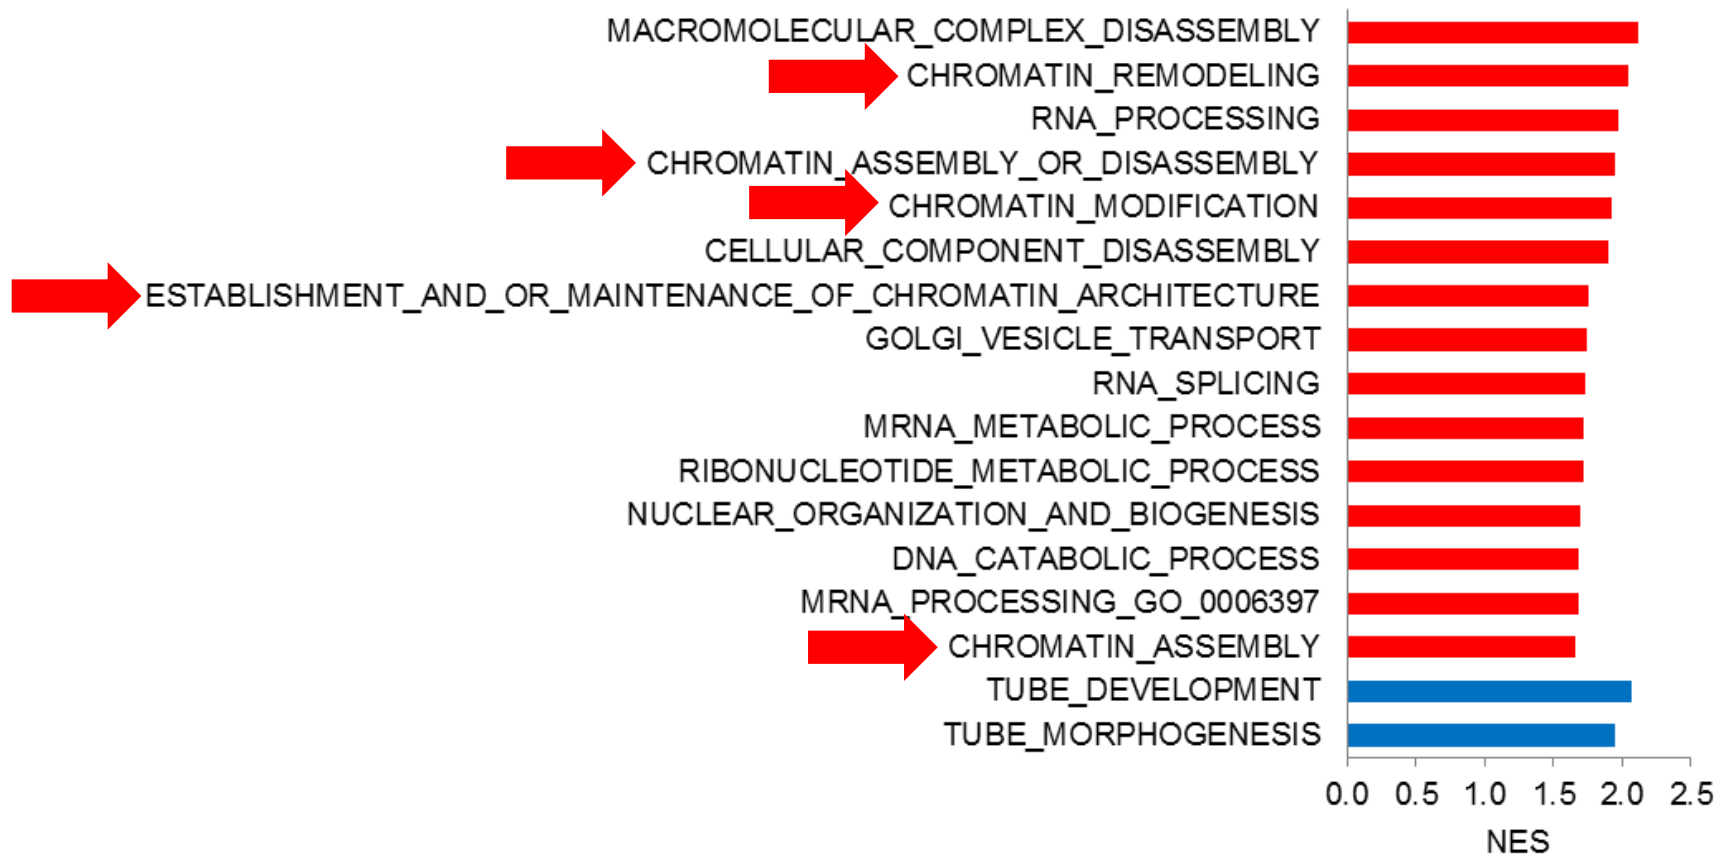 MACROMOLECULAR_COMPLEX_DISASSEMBLY
CHROMATIN_REMODELING
RNA_PROCESSING
CHROMATIN_ASSEMBLY_OR_DISASSEMBLY
CHROMATIN_MODIFICATION
CELLULAR_COMPONENT_DISASSEMBLY
ESTABLISHMENT_AND_OR_MAINTENANCE_OF_CHROMATIN_ARCHITECTURE
GOLGI_VESICLE_TRANSPORT
RNA_SPLICING
MRNA_METABOLIC_PROCESS
RIBONUCLEOTIDE_METABOLIC_PROCESS
NUCLEAR_ORGANIZATION_AND_BIOGENESIS
DNA_CATABOLIC_PROCESS
MRNA_PROCESSING_GO_0006397
CHROMATIN_ASSEMBLY
TUBE_DEVELOPMENT
TUBE_MORPHOGENESIS
0.0 0.5 1.0 1.5 2.0 2.5
NES